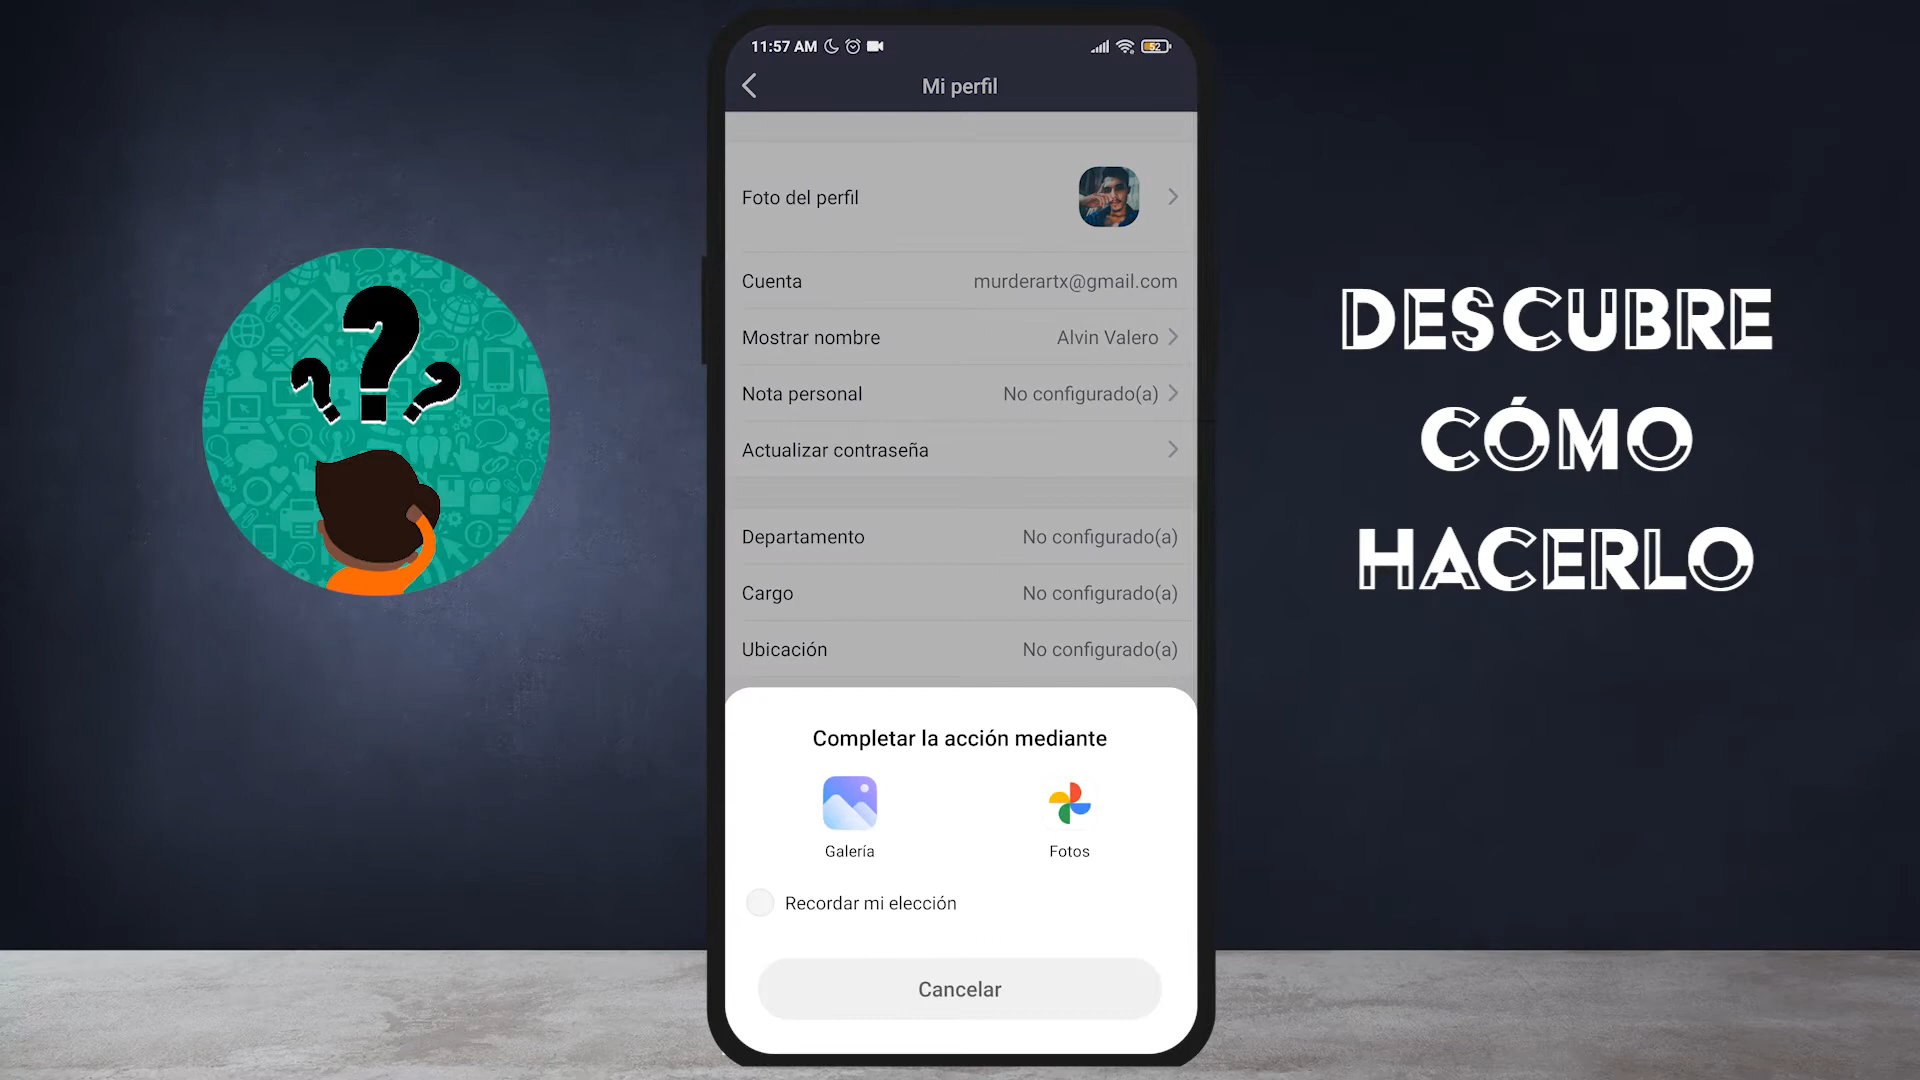 11:57 AM
52
Mi perfil
Foto del perfil
Cuenta murderartx@gmail.com
Mostrar nombre Alvin Valero
Nota personal No configurado(a)
Actualizar contraseña
Departamento No configurado(a)
Cargo No configurado(a)
Ubicación No configurado(a)
Completar la acción mediante
Galería Fotos
Recordar mi elección
Cancelar
DESCUBRE
CÓMO
HACERLO